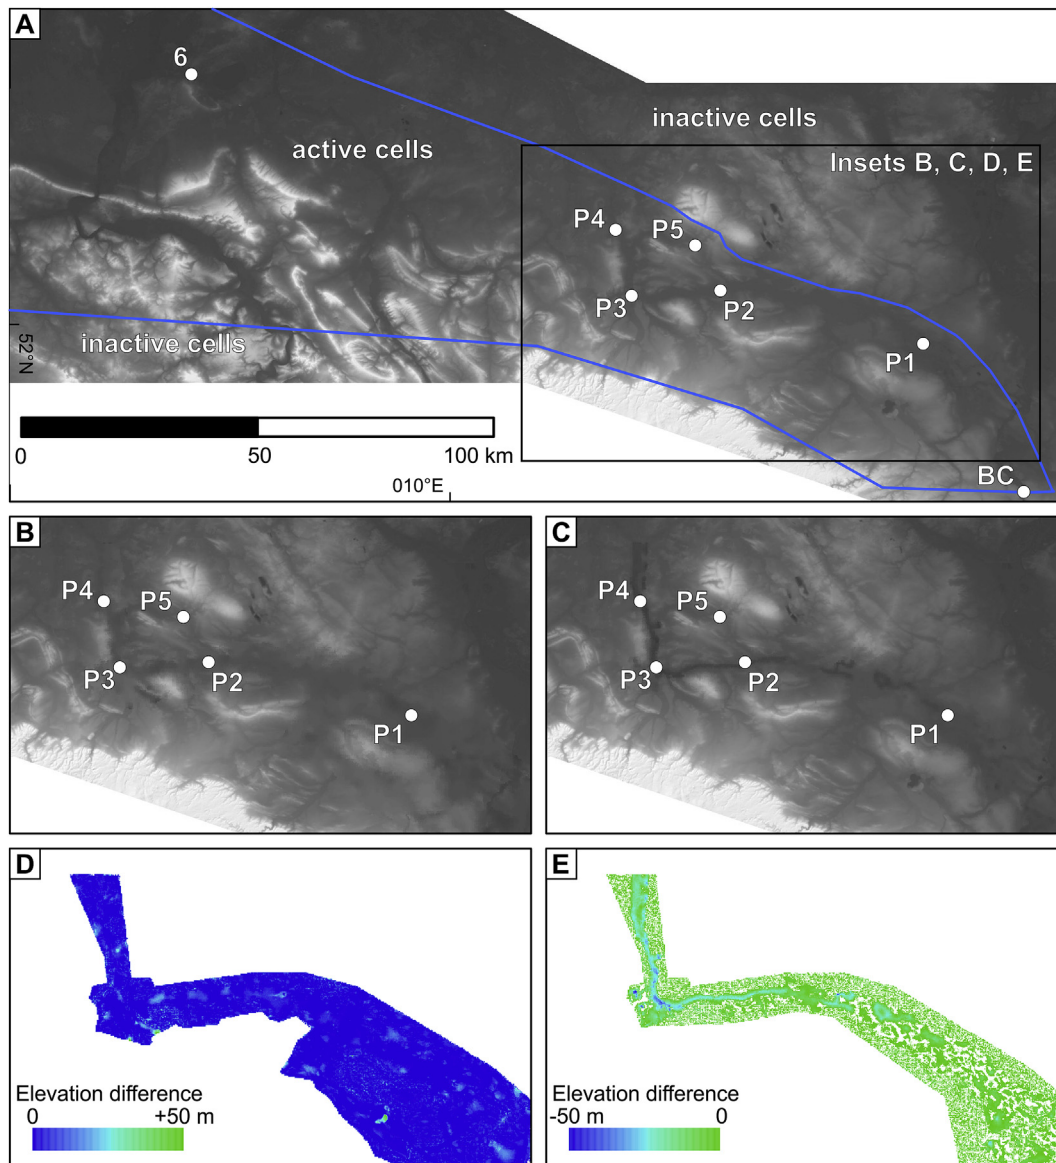 A
6
inactive cells
active cells
Insets B, C, D, E
P4
P5
P3
P2
inactive cells
P1
52°N
0 50 100 km
BC
010°E
B
P4
P5
P3
P2
P1
C
P4
P5
P3
P2
P1
D
Elevation difference
0 +50 m
E
Elevation difference
-50 m 0